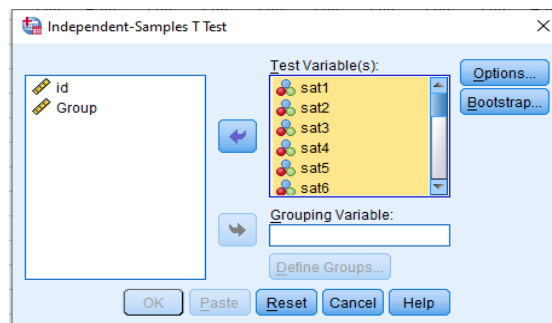 Independent-Samples T Test
id
Group
Test Variable(s):
sat1
sat2
sat3
sat4
sat5
sat6
Grouping Variable:
Define Groups...
Options...
Bootstrap...
OK Paste Reset Cancel Help